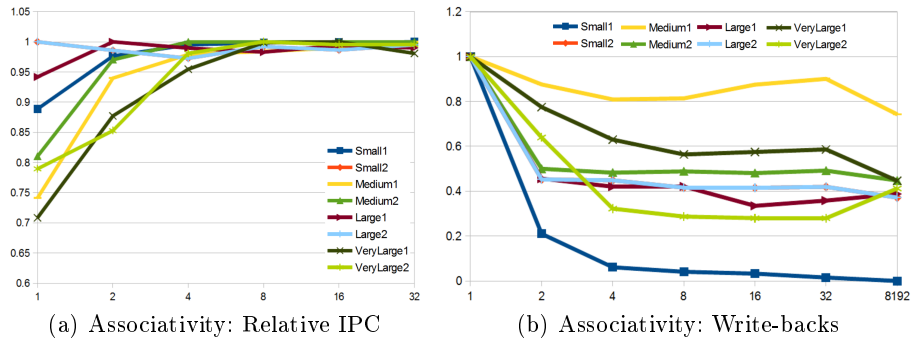 1.05
1
0.95
0.9
0.85
0.8
0.75
0.7
0.65
0.6
1 2 4 8 16 32
Small1
Small2
Medium1
Medium2
Large1
Large2
VeryLarge1
VeryLarge2
(a) Associativity: Relative IPC
1.2
1
0.8
0.6
0.4
0.2
0
1 2 4 8 16 32 8192
Small1 Medium1 Large1 VeryLarge1
Small2 Medium2 Large2 VeryLarge2
(b) Associativity: Write-backs